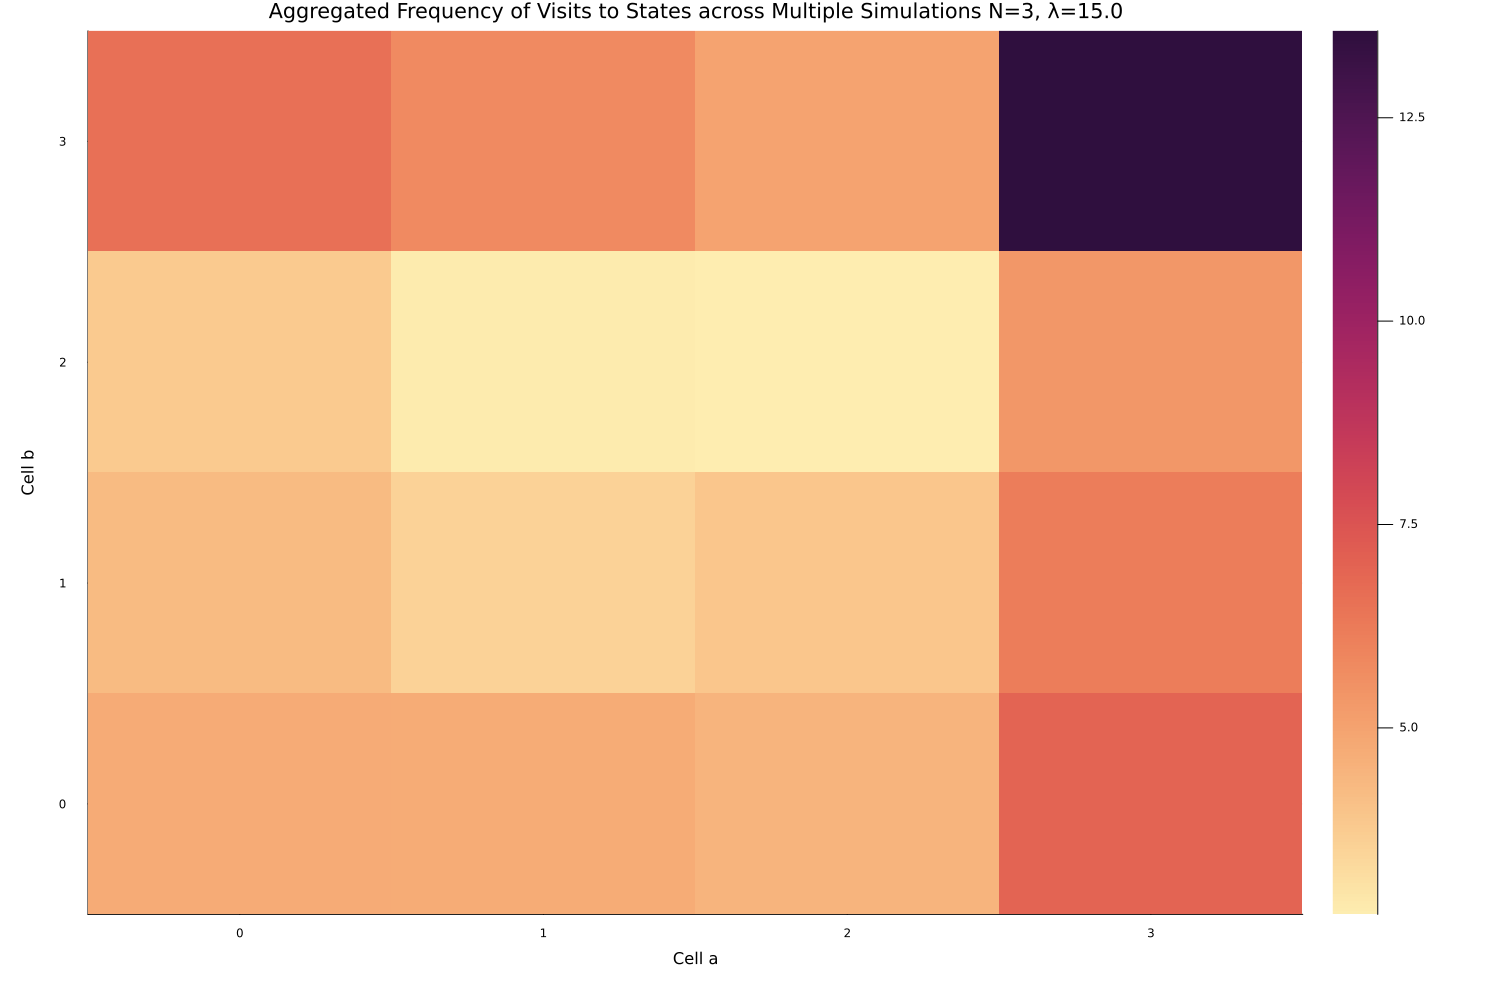 Aggregated Frequency of Visits to States across Multiple Simulations N=3, λ=15.0
3
2
1
0
Cell b
0 1 2 3
Cell a
12.5
10.0
7.5
5.0